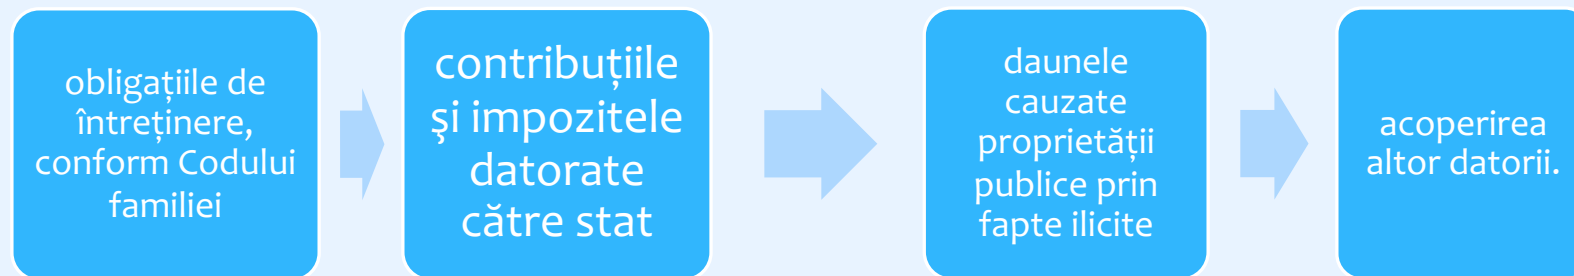 obligațiile de
întreținere,
conform Codului
familiei
contribuțiile
şi impozitele
datorate
către stat
daunele
cauzate
proprietății
publice prin
fapte ilicite
acoperirea
altor datorii.